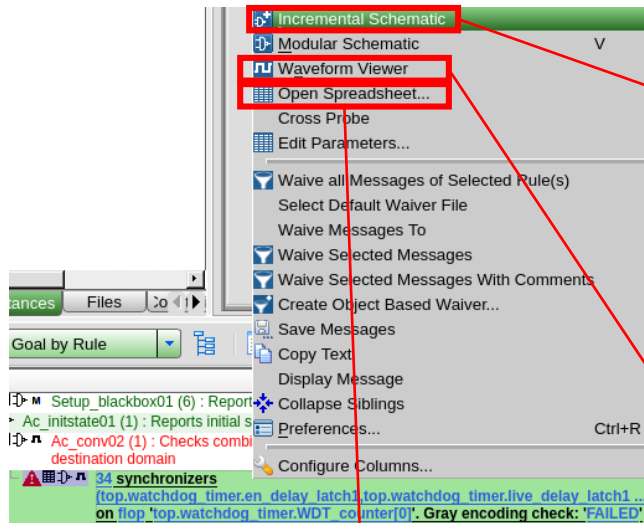 Incremental Schematic
Modular Schematic V
Waveform Viewer
Open Spreadsheet...
Cross Probe
Edit Parameters...
Waive all Messages of Selected Rule(s)
Select Default Waiver File
Waive Messages To
Waive Selected Messages
Waive Selected Messages With Comments
Create Object Based Waiver...
Save Messages
Copy Text
Display Message
Collapse Siblings
Preferences... Ctrl+R
Configure Columns...
tances Files Co
Goal by Rule
M Setup_blackbox01 (6) : Report
Ac_initstate01 (1) : Reports initial s
Ac_conv02 (1) : Checks combi
destination domain
34 synchronizers
(top.watchdog_timer.en_delay_latch1,top.watchdog_timer.live_delay_latch1 ...
on flop 'top.watchdog_timer.WDT_counter[0]'. Gray encoding check: 'FAILED'